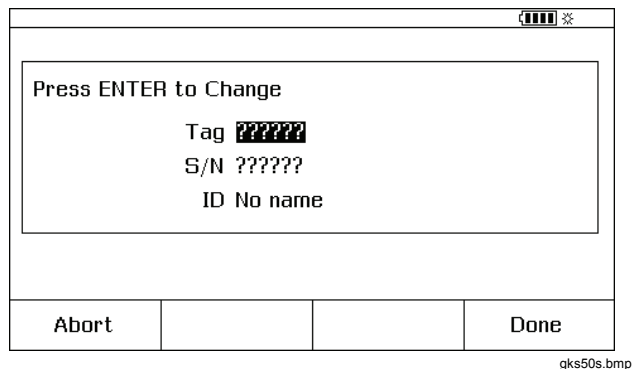 Press ENTER to Change
Tag ??????
S/N ??????
ID No name
Abort Done
gks50s.bmp